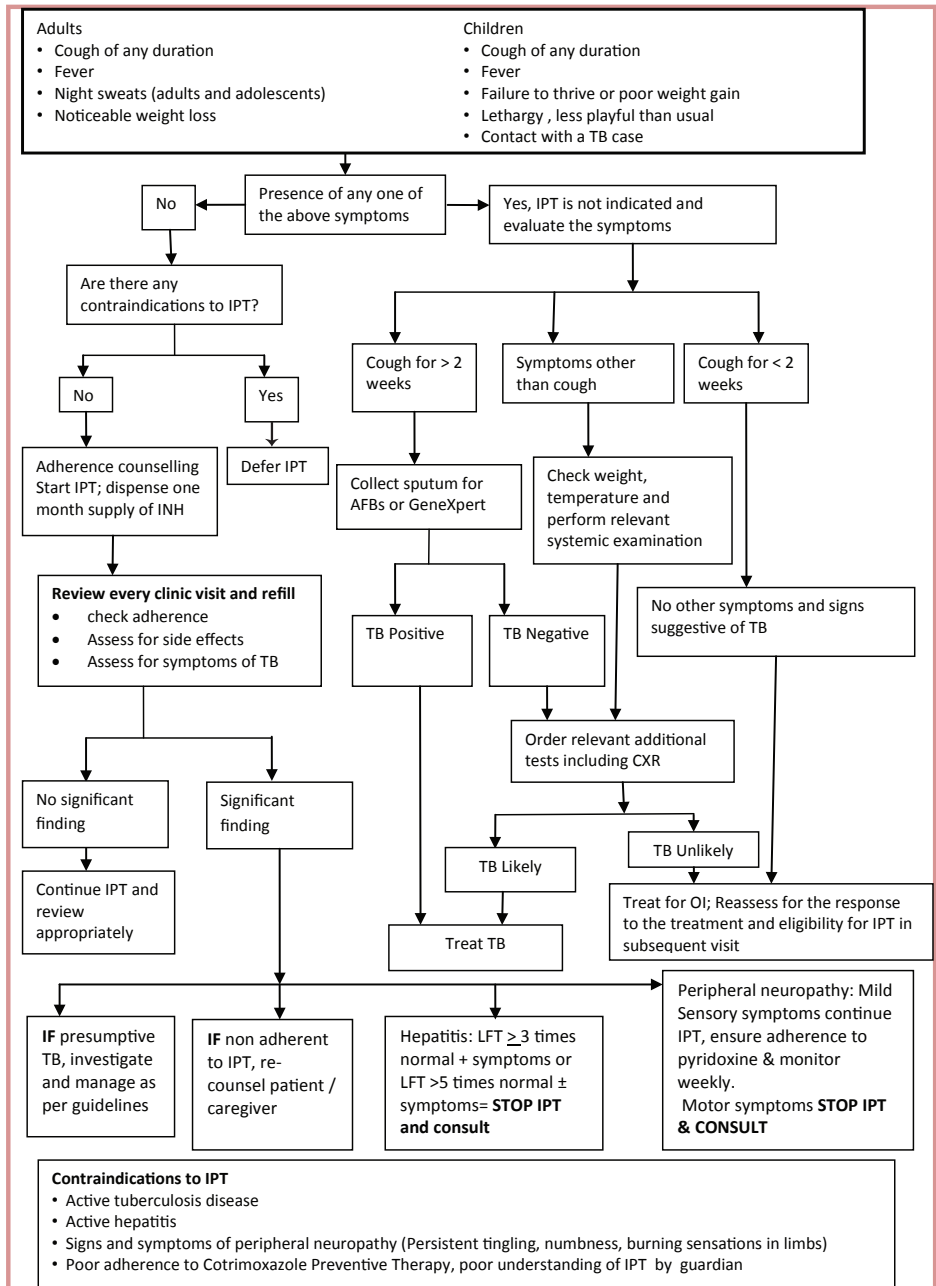 Adults
• Cough of any duration
• Fever
• Night sweats (adults and adolescents)
• Noticeable weight loss
Children
• Cough of any duration
• Fever
• Failure to thrive or poor weight gain
• Lethargy , less playful than usual
• Contact with a TB case
Presence of any one of
the above symptoms
No
Yes, IPT is not indicated and
evaluate the symptoms
Are there any
contraindications to IPT?
Cough for > 2
weeks
Symptoms other
than cough
Cough for < 2
weeks
No
Yes
Adherence counselling
Start IPT; dispense one
month supply of INH
Defer IPT
Collect sputum for
AFBs or GeneXpert
Check weight,
temperature and
perform relevant
systemic examination
Review every clinic visit and refill
• check adherence
• Assess for side effects
• Assess for symptoms of TB
TB Positive
TB Negative
No other symptoms and signs
suggestive of TB
Order relevant additional
tests including CXR
No significant
finding
Significant
finding
TB Likely
TB Unlikely
Continue IPT and
review
appropriately
Treat TB
Treat for OI; Reassess for the response
to the treatment and eligibility for IPT in
subsequent visit
IF presumptive
TB, investigate
and manage as
per guidelines
IF non adherent
to IPT, re-
counsel patient /
caregiver
Hepatitis: LFT ≥ 3 times
normal + symptoms or
LFT >5 times normal ±
symptoms= STOP IPT
and consult
Peripheral neuropathy: Mild
Sensory symptoms continue
IPT, ensure adherence to
pyridoxine & monitor
weekly.
Motor symptoms STOP IPT
& CONSULT
Contraindications to IPT
• Active tuberculosis disease
• Active hepatitis
• Signs and symptoms of peripheral neuropathy (Persistent tingling, numbness, burning sensations in limbs)
• Poor adherence to Cotrimoxazole Preventive Therapy, poor understanding of IPT by guardian